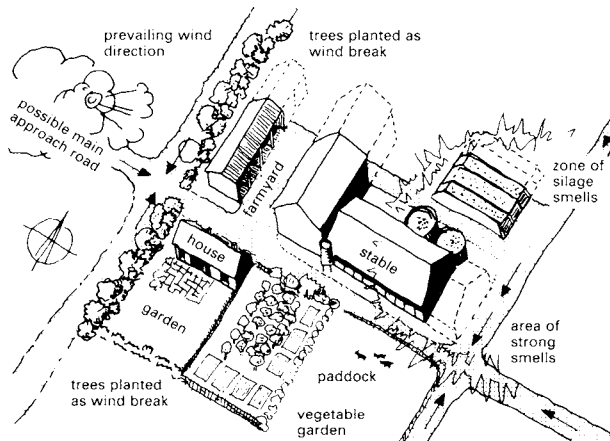 prevailing wind
direction
trees planted as
wind break
possible main
approach road
farmyard
zone of
silage
smells
house
stable
garden
area of
strong
smells
trees planted
as wind break
paddock
vegetable
garden